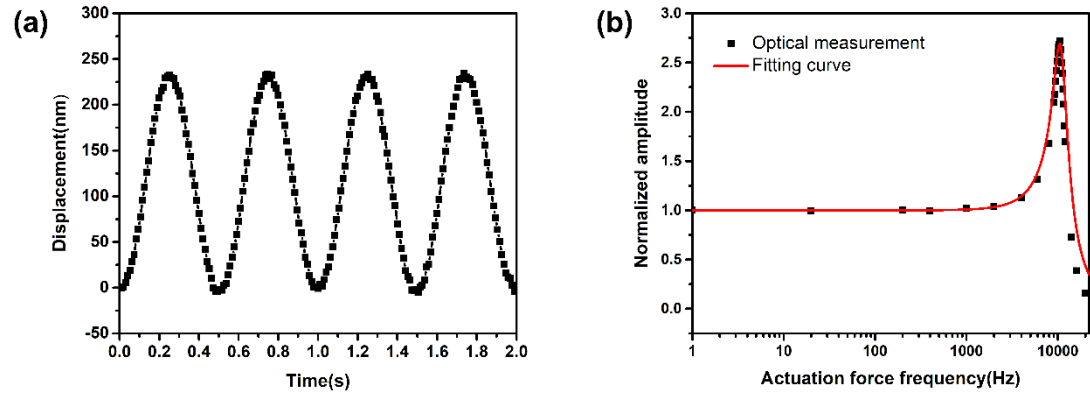 (a)
300
250
200
150
100
50
0
-50
Displacement(nm)
0.0 0.2 0.4 0.6 0.8 1.0 1.2 1.4 1.6 1.8 2.0
Time(s)
(b)
3.0
2.5
2.0
1.5
1.0
0.5
0.0
Normalized amplitude
Optical measurement
Fitting curve
1 10 100 1000 10000
Actuation force frequency(Hz)